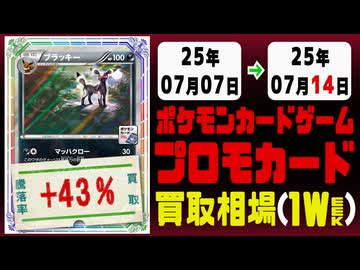 ブラッキー 100
マッハクロー 30
騰落率 +43% 買取
25年
07月07日
25年
07月14日
ポケモンカードゲーム
プロモカード
買取相場(1WEEK)